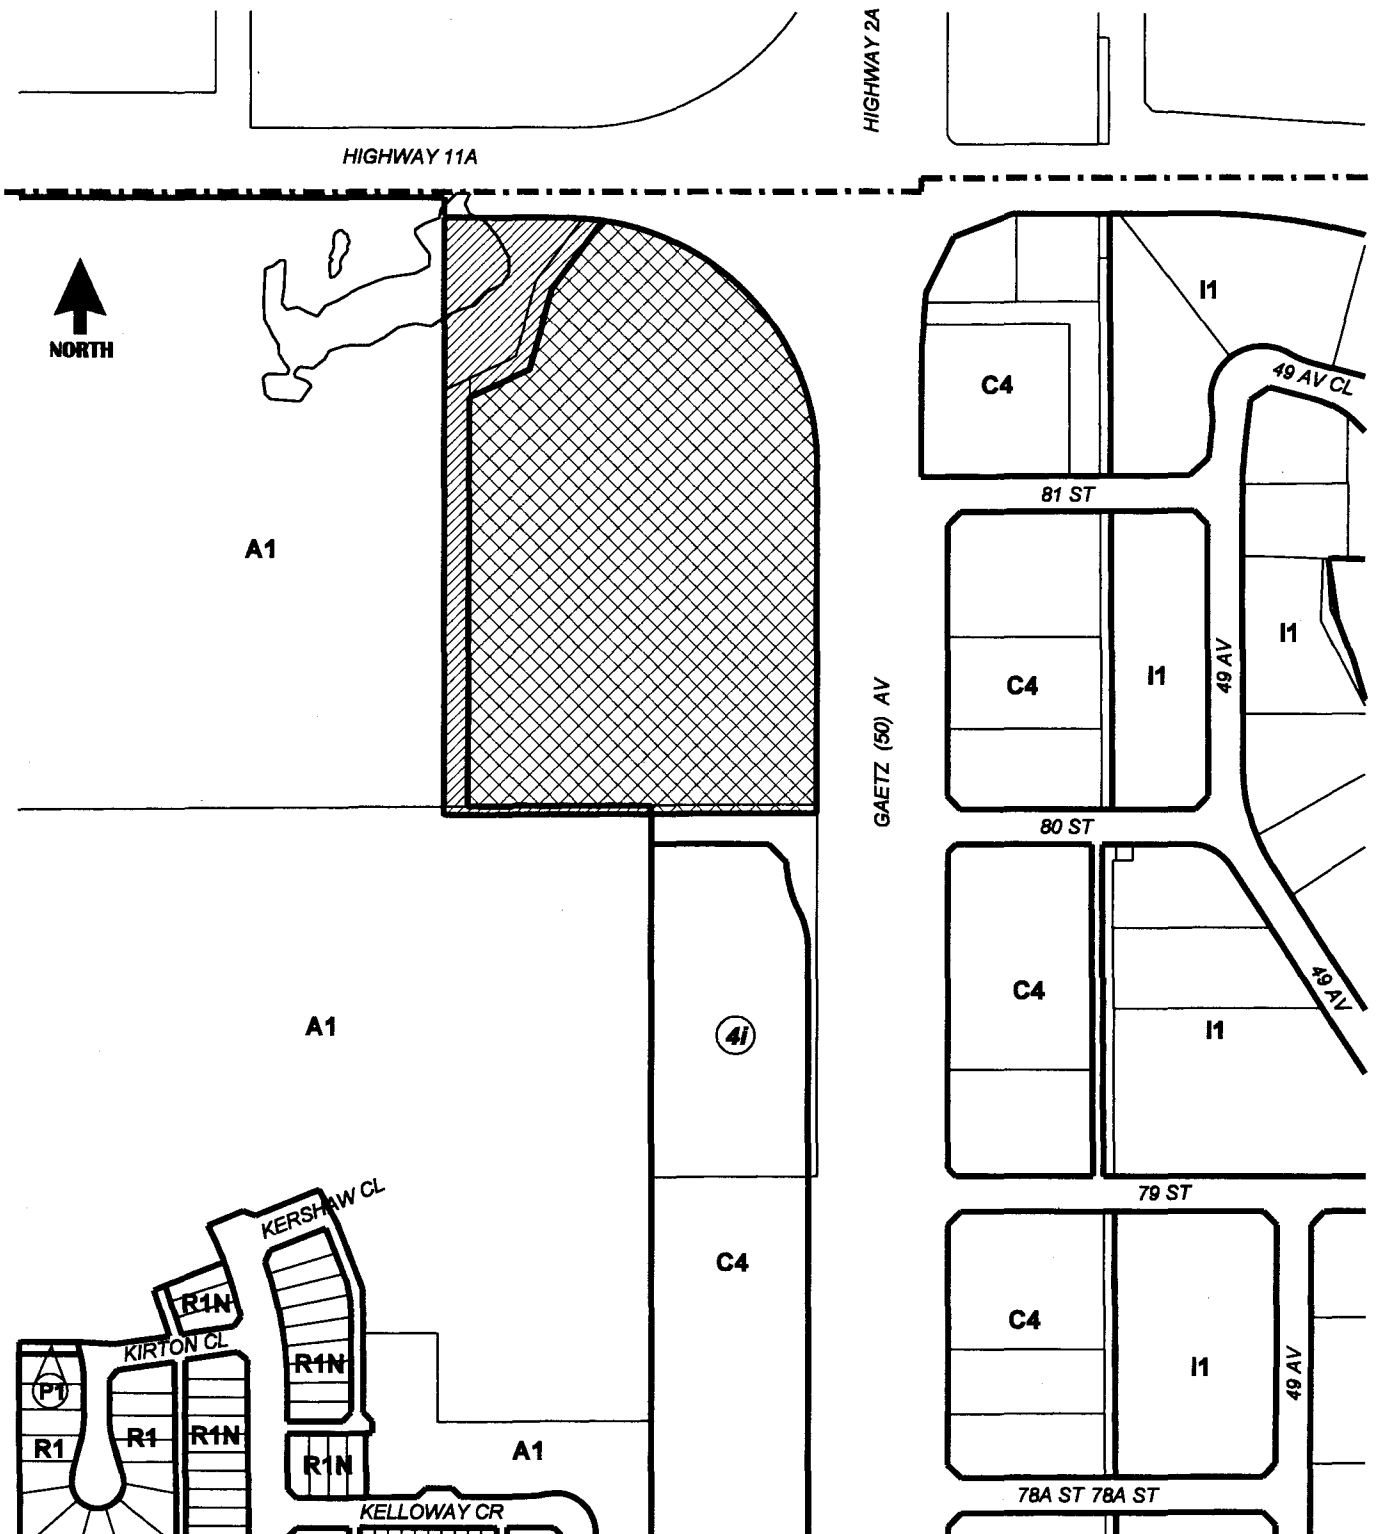 HIGHWAY 2A
HIGHWAY 11A
NORTH
I1
49 AV CL
C4
81 ST
A1
I1
49 AV
C4
I1
GAETZ (50) AV
80 ST
49 AV
C4
A1
4i
I1
79 ST
KERSHAW CL
C4
R1N
C4
KIRTON CL
R1N
I1
49 AV
P1
R1
R1
R1N
A1
R1N
78A ST 78A ST
KELLOWAY CR